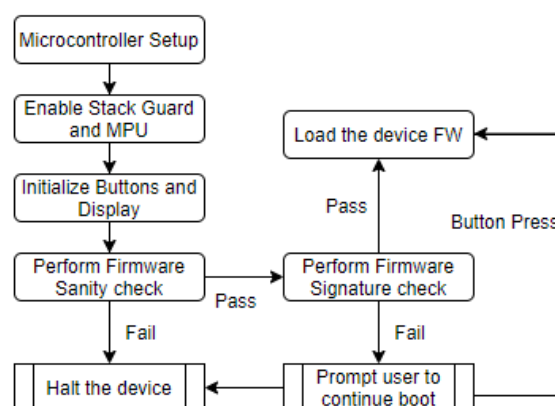 Microcontroller Setup
Enable Stack Guard
and MPU
Load the device FW
Initialize Buttons and
Display
Pass
Button Press
Perform Firmware
Sanity check
Pass
Perform Firmware
Signature check
Fail
Fail
Halt the device
Prompt user to
continue boot